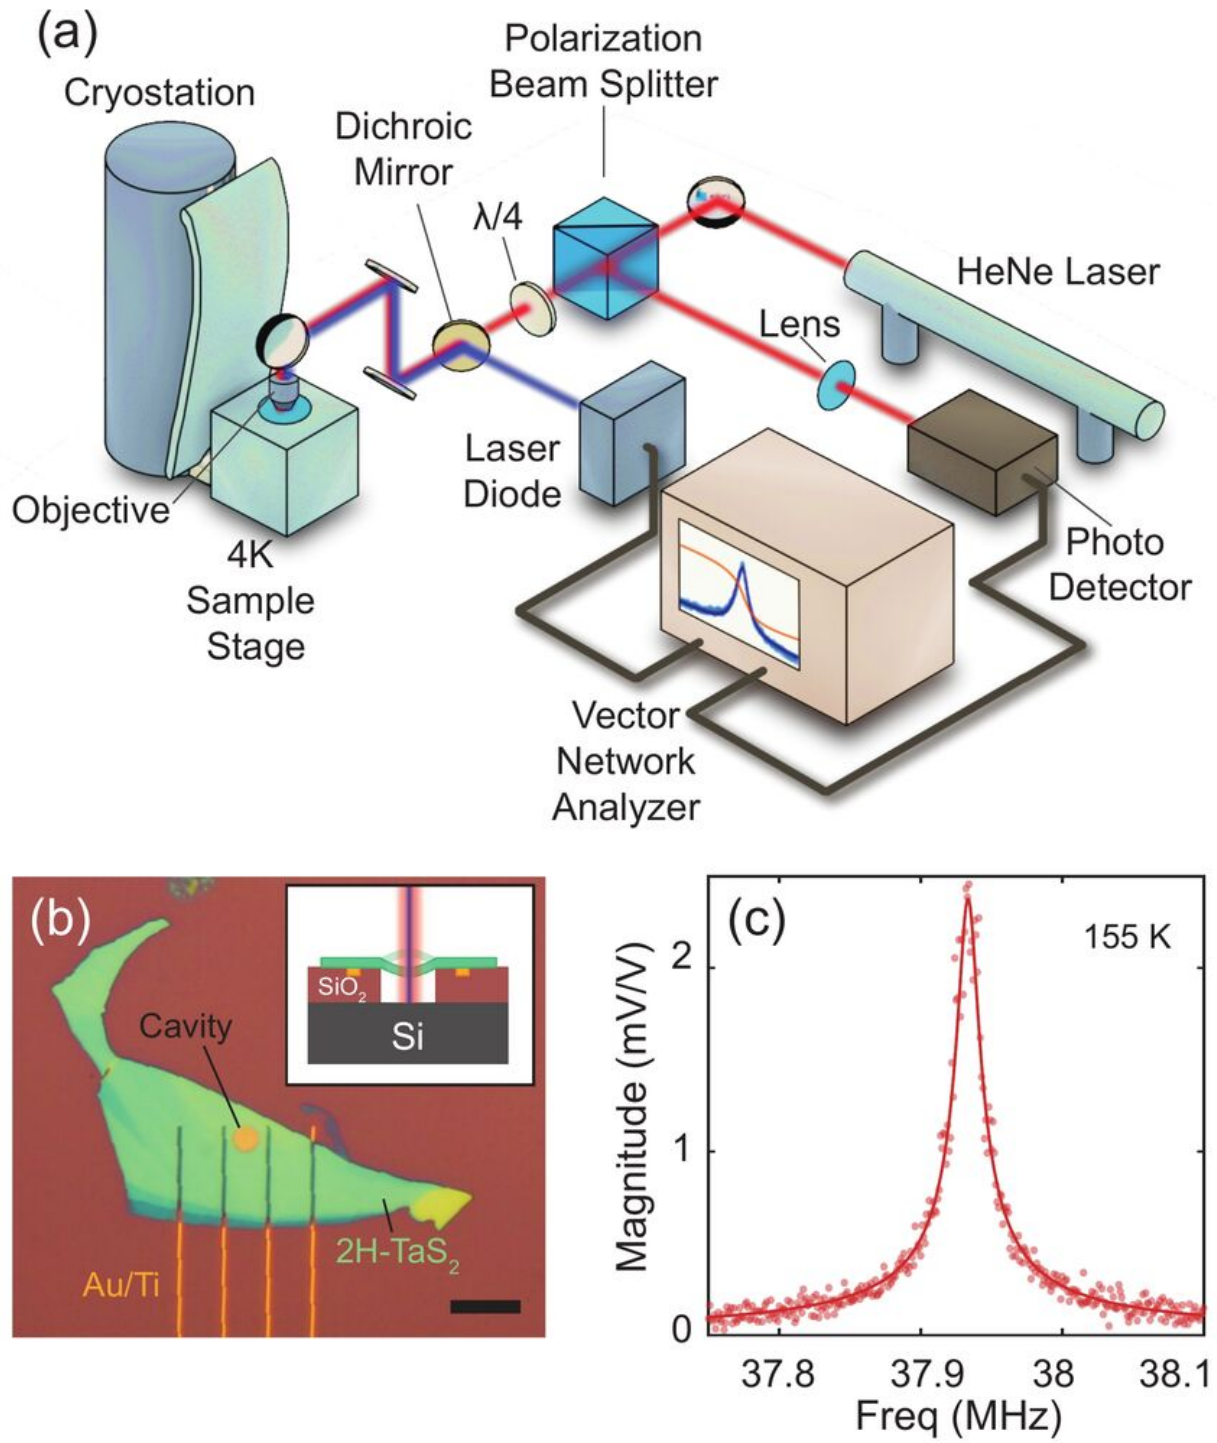 (a)
Cryostation
Polarization
Beam Splitter
Dichroic
Mirror
λ/4
HeNe Laser
Lens
Laser
Diode
Objective
4K
Sample
Stage
Photo
Detector
Vector
Network
Analyzer
(b)
Cavity
SiO2
Si
2H-TaS2
Au/Ti
(c)
155 K
Magnitude (mV/V)
2
1
0
37.8
37.9
38
38.1
Freq (MHz)